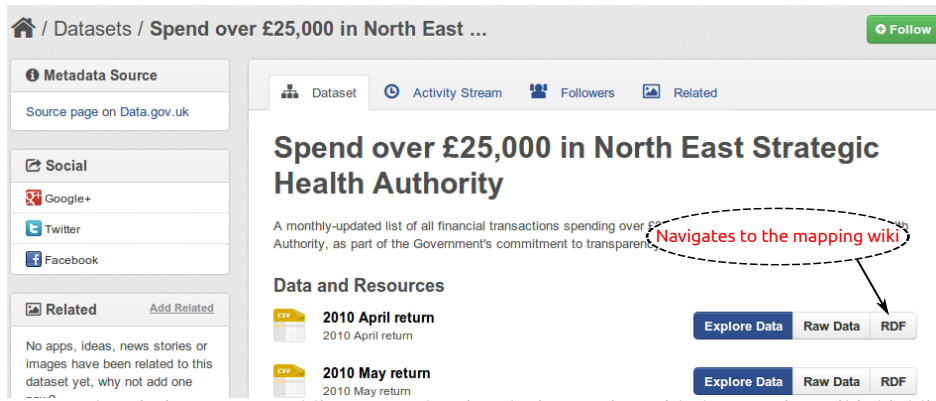 / Datasets / Spend over £25,000 in North East ...
Follow
Metadata Source
Source page on Data.gov.uk
Social
Google+
Twitter
Facebook
Related
Add Related
No apps, ideas, news stories or
images have been related to this
dataset yet, why not add one
Dataset
Activity Stream
Followers
Related
Spend over £25,000 in North East Strategic
Health Authority
A monthly-updated list of all financial transactions spending over
Authority, as part of the Government's commitment to transparency
Navigates to the mapping wiki
Data and Resources
CSV
2010 April return
2010 April return
Explore Data
Raw Data
RDF
CSV
2010 May return
2010 May return
Explore Data
Raw Data
RDF